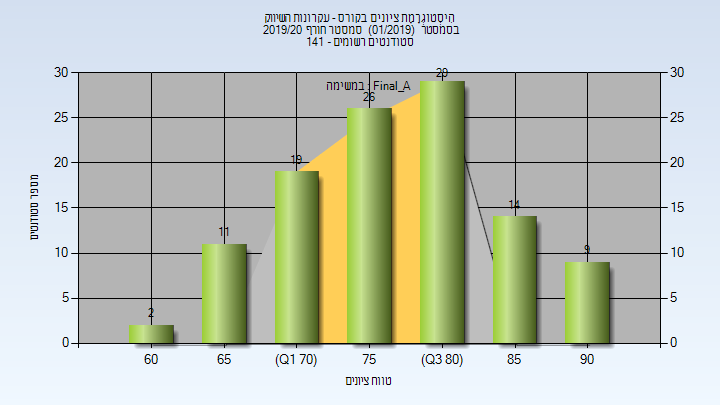 היסטוגרמת ציונים בקורס - עקרונות השיווק
בסמסטר (01/2019) סמסטר חורף 2019/20
סטודנטים רשומים - 141
במשימה : Final_A
30 30
25 25
20 20
15 15
10 10
5 5
0 0
2 11 19 26 29 14 9
60 65 (Q1 70) 75 (Q3 80) 85 90
מספר סטודנטים
טווח ציונים